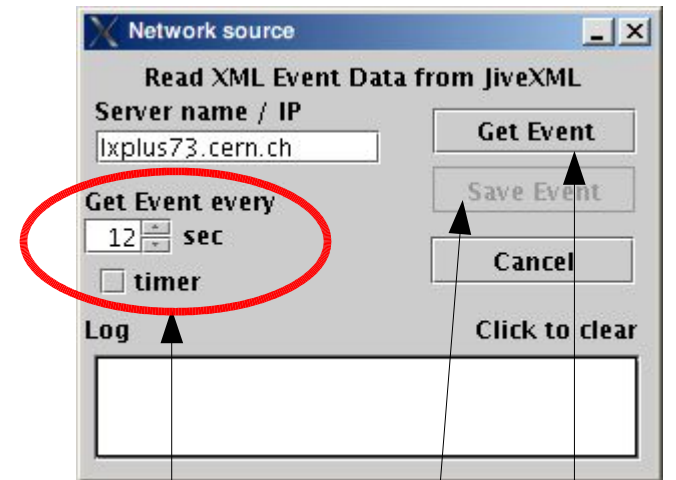 Network source
Read XML Event Data from JiveXML
Server name / IP
lxplus73.cern.ch
Get Event
Get Event every
Save Event
12 sec
Cancel
timer
Log
Click to clear